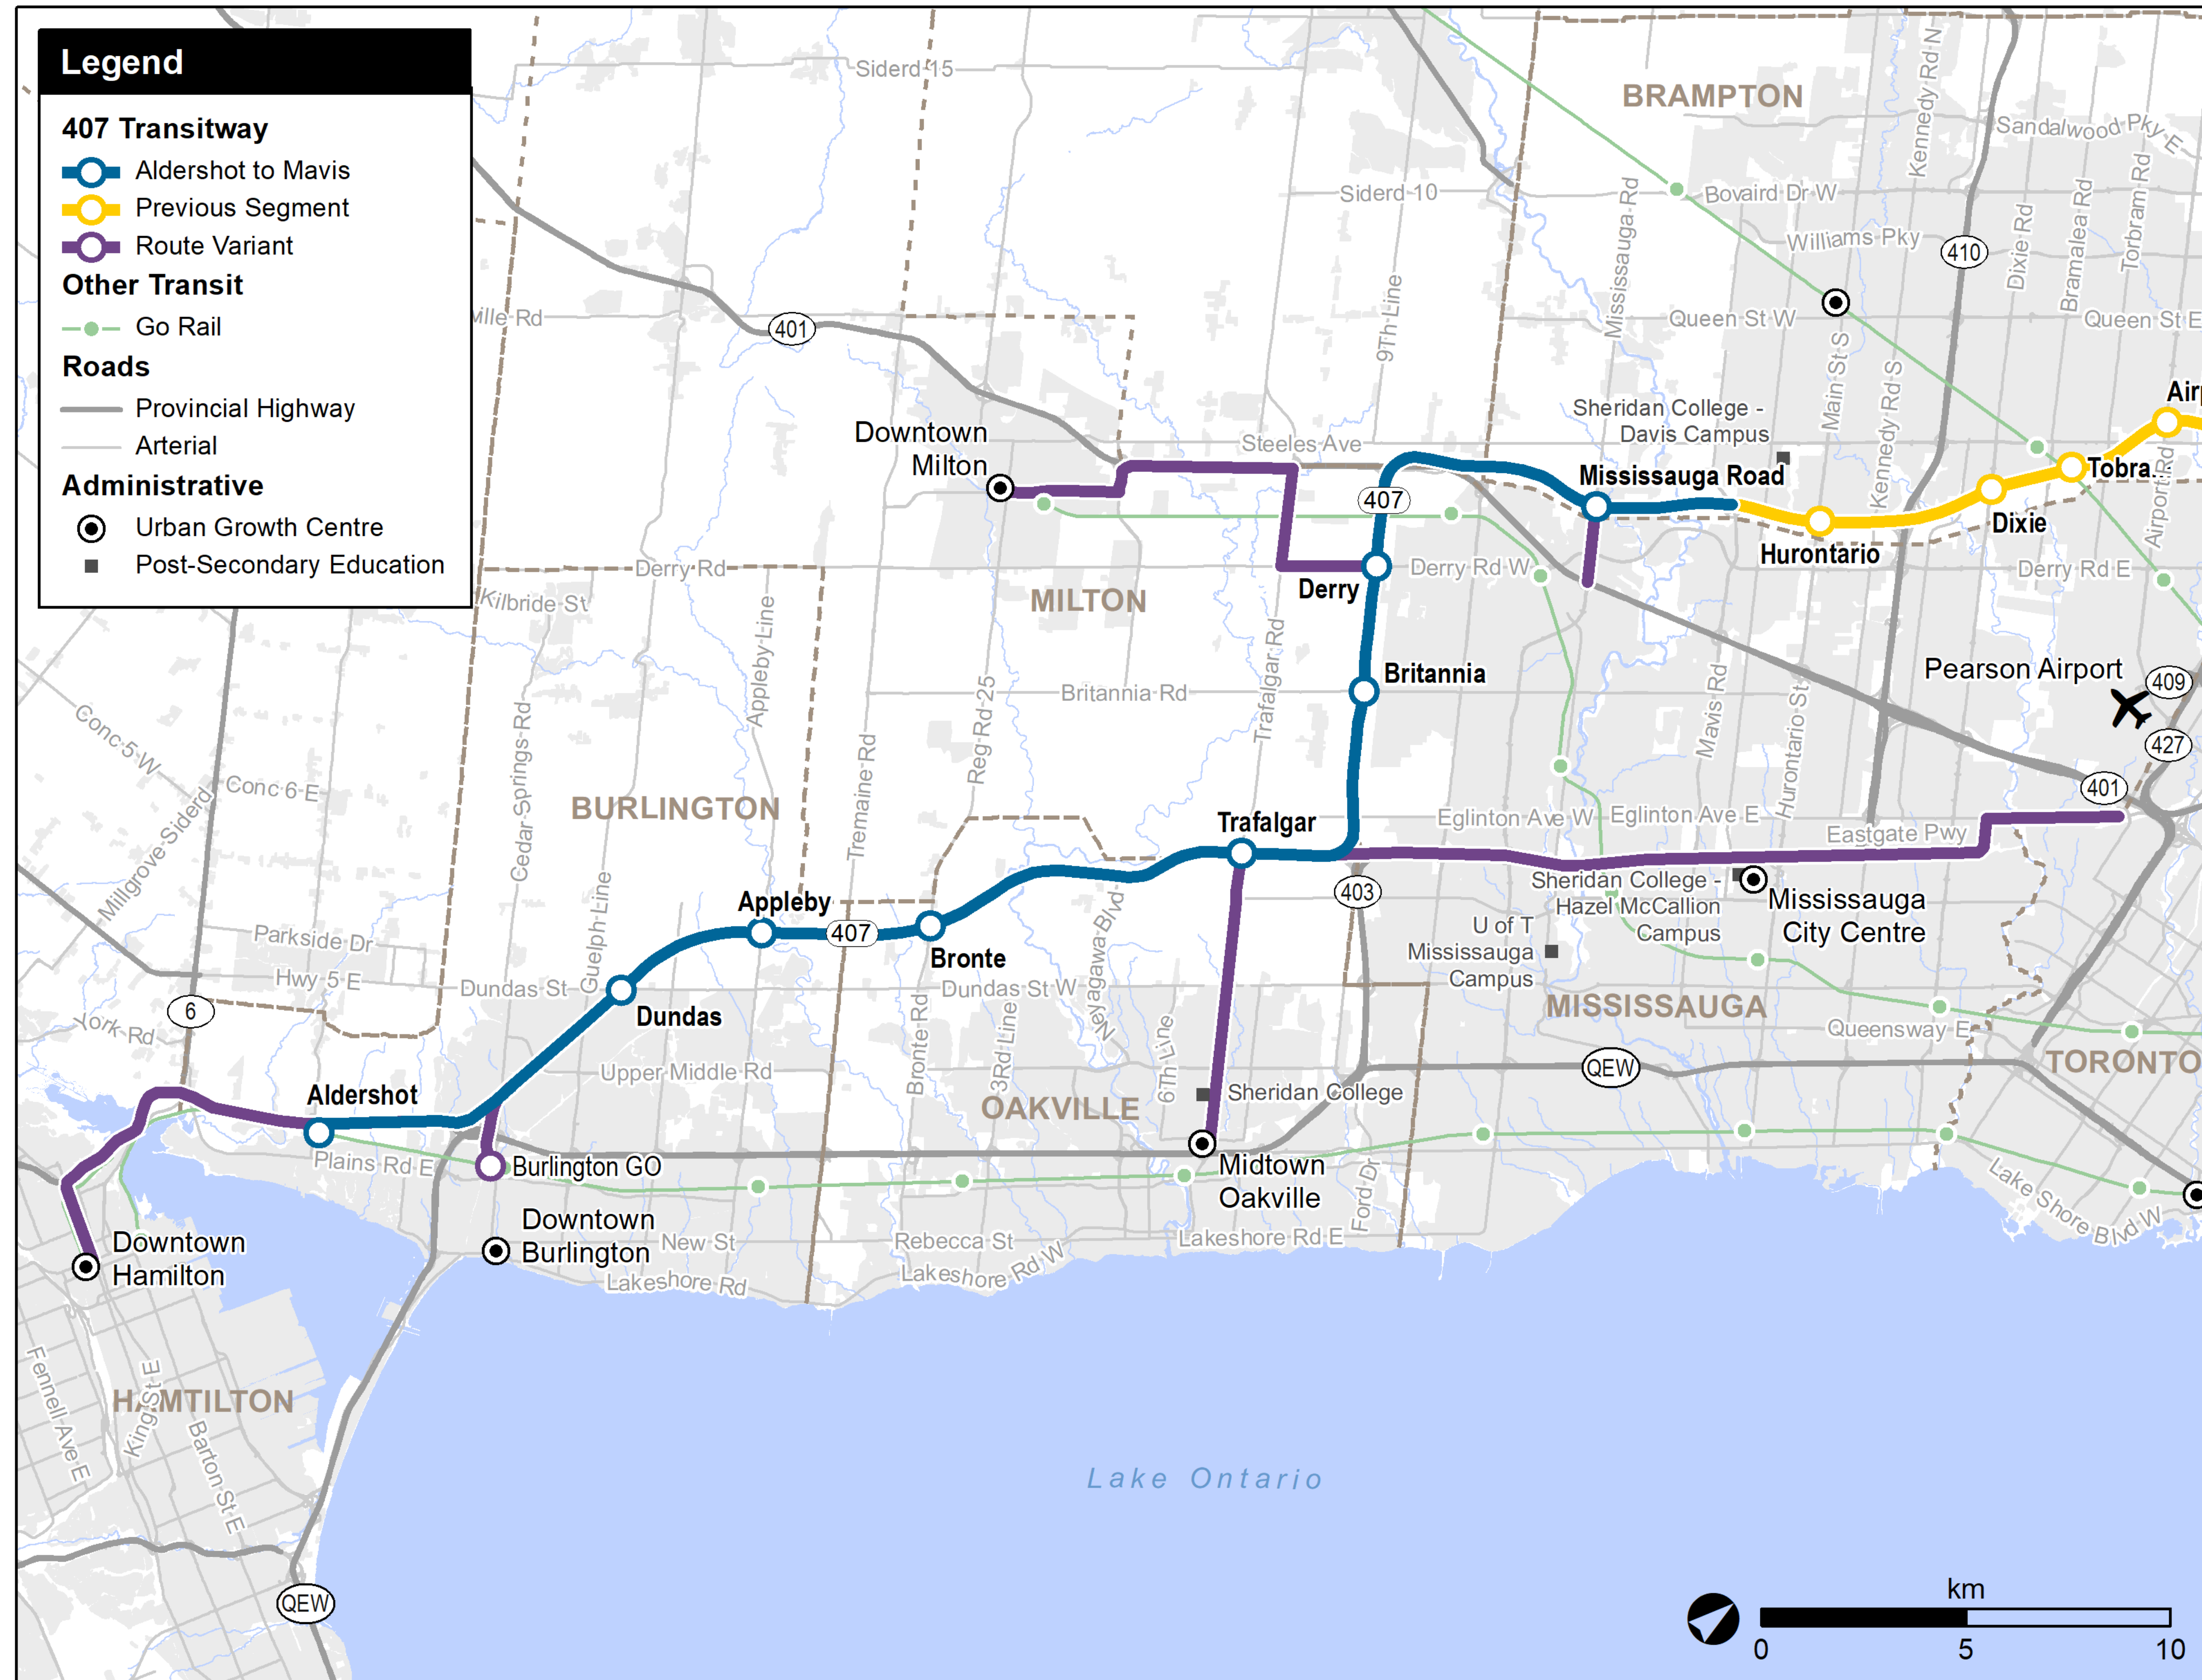 Legend
407 Transitway
Aldershot to Mavis
Previous Segment
Route Variant
Other Transit
Go Rail
Roads
Provincial Highway
Arterial
Administrative
Urban Growth Centre
Post-Secondary Education
Siderd 15
BRAMPTON
Kennedy Rd N
Sandalwood Pky E
Siderd 10
Mississauga Rd
Bovaird Dr W
Williams Pky
410
Dixie Rd
Bramalea Rd
Torbram Rd
9Th Line
401
Queen St W
Queen St E
Main St S
Kennedy Rd S
Sheridan College -
Davis Campus
Downtown
Milton
Steeles Ave
Mississauga Road
Tobra...
Airport Rd
407
Dixie
Hurontario
Derry Rd
Derry
Derry Rd W
Derry Rd E
Kilbride St
MILTON
Appleby Line
Trafalgar Rd
Britannia
Britannia Rd
Reg Rd 25
Pearson Airport
409
427
401
Mavis Rd
Hurontario St
Conc 5 W
Conc 6 E
Millgrove Siderd
Cedar Springs Rd
BURLINGTON
Tremaine Rd
Trafalgar
Eglinton Ave W
Eglinton Ave E
Eastgate Pwy
Guelph Line
Appleby
407
Bronte
403
Sheridan College -
Hazel McCallion
Campus
Mississauga
City Centre
U of T
Mississauga
Campus
Parkside Dr
Hwy 5 E
Dundas St
Dundas
Dundas St W
Neyagawa Blvd
MISSISSAUGA
Queensway E
6
York Rd
Bronte Rd
3Rd Line
6Th Line
Upper Middle Rd
QEW
TORONTO
Aldershot
OAKVILLE
Sheridan College
Plains Rd E
Burlington GO
Midtown
Oakville
Ford Dr
Lake Shore Blvd W
Downtown
Burlington
New St
Rebecca St
Lakeshore Rd E
Lakeshore Rd W
Lakeshore Rd
Downtown
Hamilton
HAMTILTON
Fennell Ave E
King St E
Barton St E
Lake Ontario
QEW
km
0 5 10